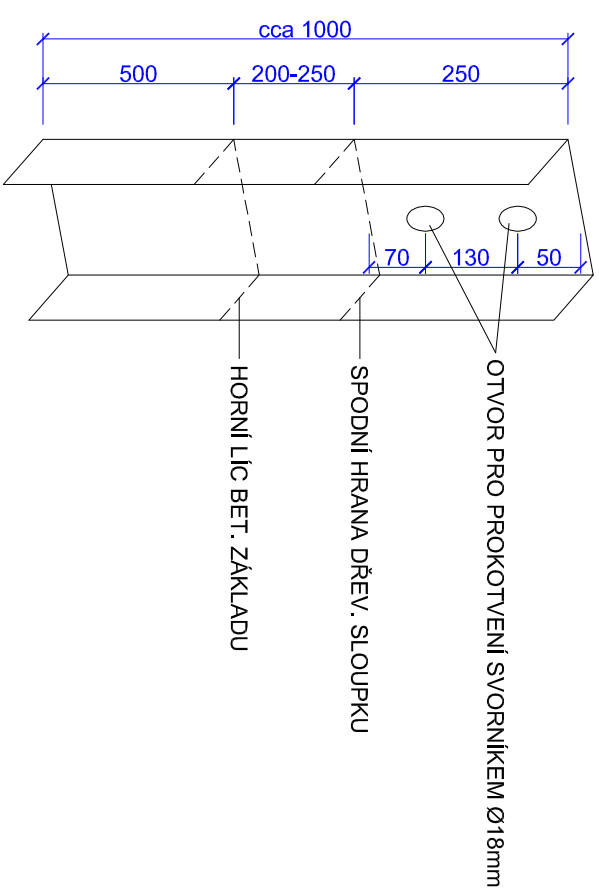 cca 1000
500
200-250
250
70
130
50
OTVOR PRO PROKOTVENÍ SVORNÍKEM Ø18mm
SPODNÍ HRANA DŘEV. SLOUPKU
HORNÍ LÍC BET. ZÁKLADU